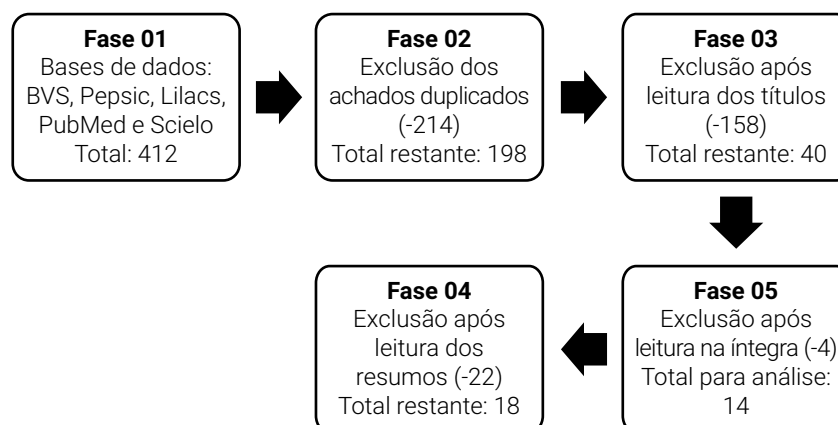 Fase 01
Bases de dados:
BVS, Pepsic, Lilacs,
PubMed e Scielo
Total: 412
Fase 02
Exclusão dos
achados duplicados
(-214)
Total restante: 198
Fase 03
Exclusão após
leitura dos títulos
(-158)
Total restante: 40
Fase 04
Exclusão após
leitura dos
resumos (-22)
Total restante: 18
Fase 05
Exclusão após
leitura na íntegra (-4)
Total para análise:
14